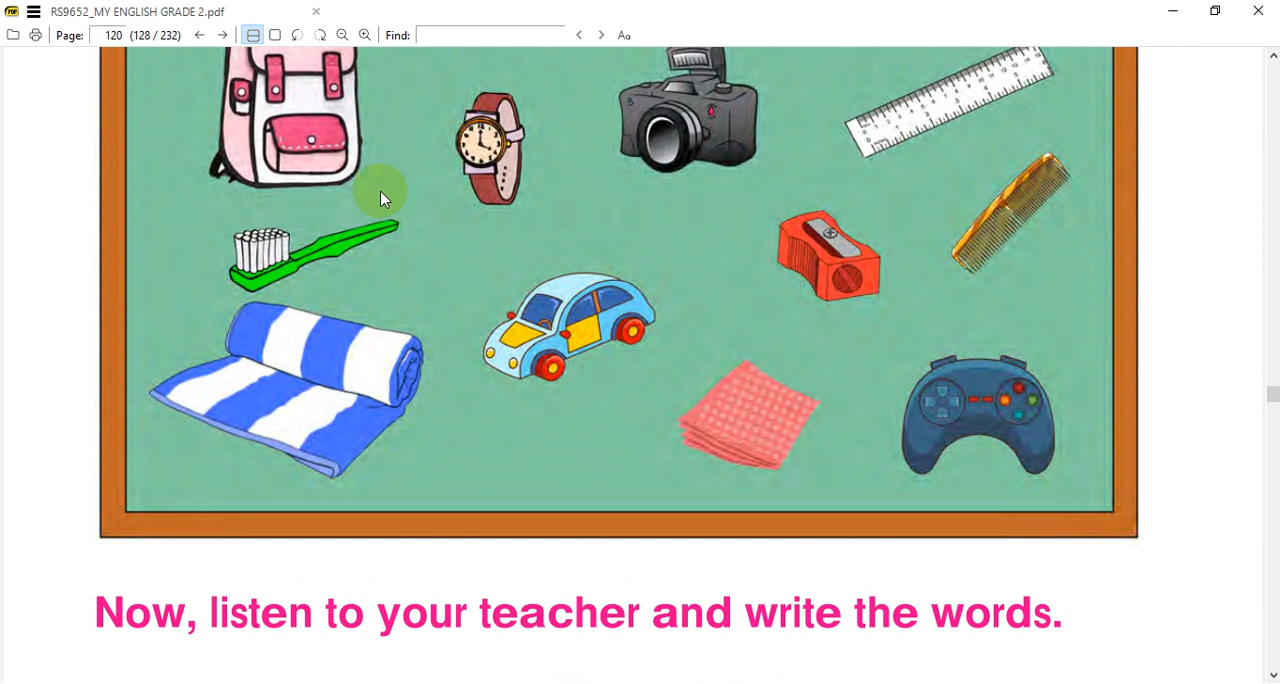 RS9652_MY ENGLISH GRADE 2.pdf
Page: 120 (128 / 232) Find: Aa
Now, listen to your teacher and write the words.